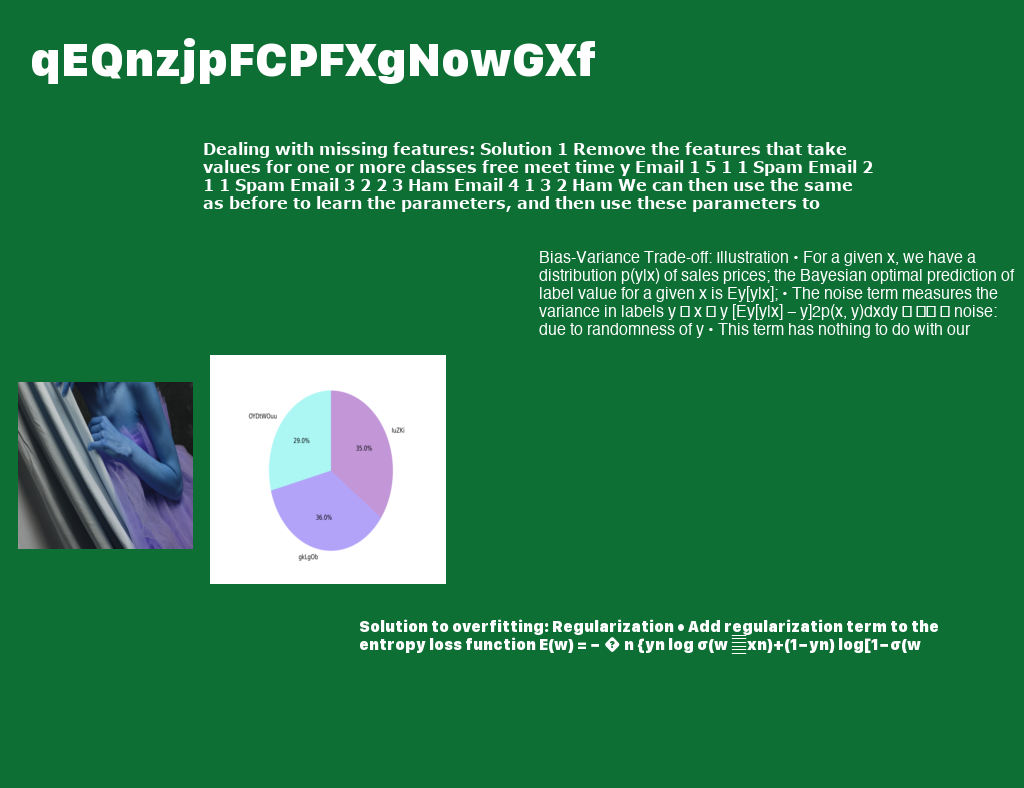 qEQnzjpFCPFXgNowGXf
Dealing with missing features: Solution 1 Remove the features that take
values for one or more classes free meet time y Email 1 5 1 1 Spam Email 2
1 1 Spam Email 3 2 2 3 Ham Email 4 1 3 2 Ham We can then use the same
as before to learn the parameters, and then use these parameters to
Bias-Variance Trade-off: Illustration • For a given x, we have a
distribution p(y|x) of sales prices; the Bayesian optimal prediction of
label value for a given x is Ey[y|x]; • The noise term measures the
variance in labels y □ x □ y [Ey[y|x] − y]2p(x, y)dxdy □ □□ □ noise:
due to randomness of y • This term has nothing to do with our
OYDtWOuu
29.0%
35.0%
36.0%
gkLgOb
Solution to overfitting: Regularization • Add regularization term to the
entropy loss function E(w) = − � n {yn log σ(w xn)+(1−yn) log[1−σ(w